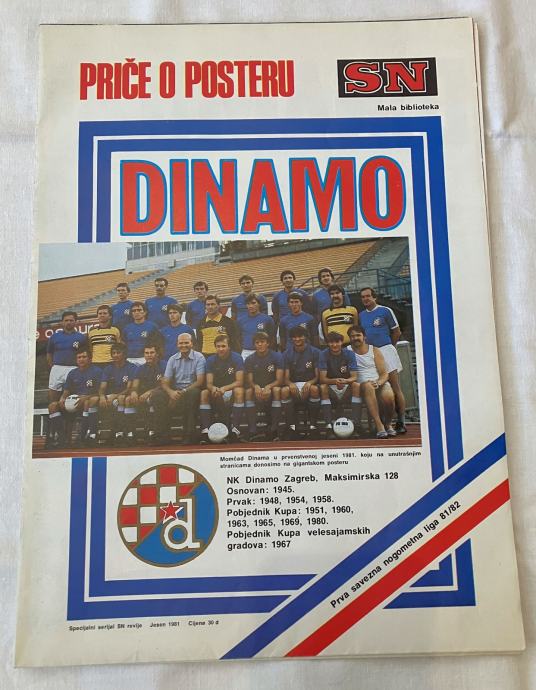 PRIČE O POSTERU
SN
Mala biblioteka
DINAMO
Momčad Dinama u prvenstvenoj jeseni 1981. koju na unutrašnjim
stranicama donosimo na gigantskom posteru
NK Dinamo Zagreb, Maksimirska 128
Osnovan: 1945.
Prvak: 1948, 1954, 1958.
Pobjednik Kupa: 1951, 1960,
1963, 1965, 1969, 1980.
Pobjednik Kupa velesajamskih
gradova: 1967
d
Prva savezna nogometna liga 81/82
Specijalni serijal SN revije Jesen 1981 Cijena 30 d